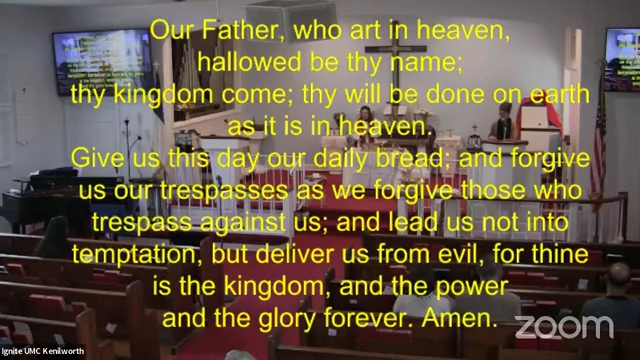 Our Father, who art in heaven,
hallowed be thy name;
thy kingdom come; thy will be done on earth
as it is in heaven.
Give us this day our daily bread; and forgive
us our trespasses as we forgive those who
trespass against us; and lead us not into
temptation, but deliver us from evil, for thine
is the kingdom, and the power
and the glory forever. Amen.
zoom
Ignite UMC Kenilworth